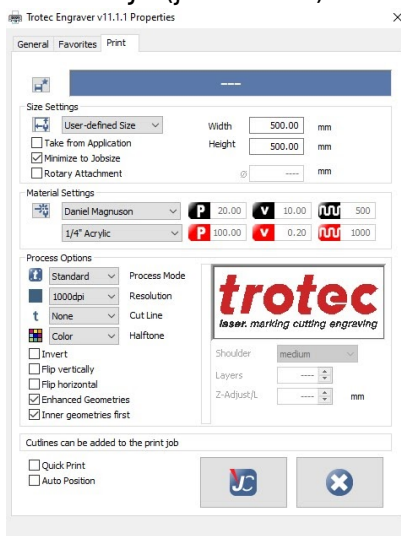 Trotec Engraver v11.1.1 Properties
General Favorites Print
---
Size Settings
User-defined Size Width 500.00 mm
Take from Application Height 500.00 mm
Minimize to Jobsize
Rotary Attachment ø ---- mm
Material Settings
Daniel Magnuson P 20.00 v 10.00 500
1/4" Acrylic P 100.00 v 0.20 1000
Process Options
Standard Process Mode
1000dpi Resolution
t None Cut Line
Color Halftone
trotec
laser. marking cutting engraving
Invert
Flip vertically
Flip horizontal
Enhanced Geometries
Inner geometries first
Shoulder medium
Layers ----
Z-Adjust/L ---- mm
Cutlines can be added to the print job
Quick Print
Auto Position
JC